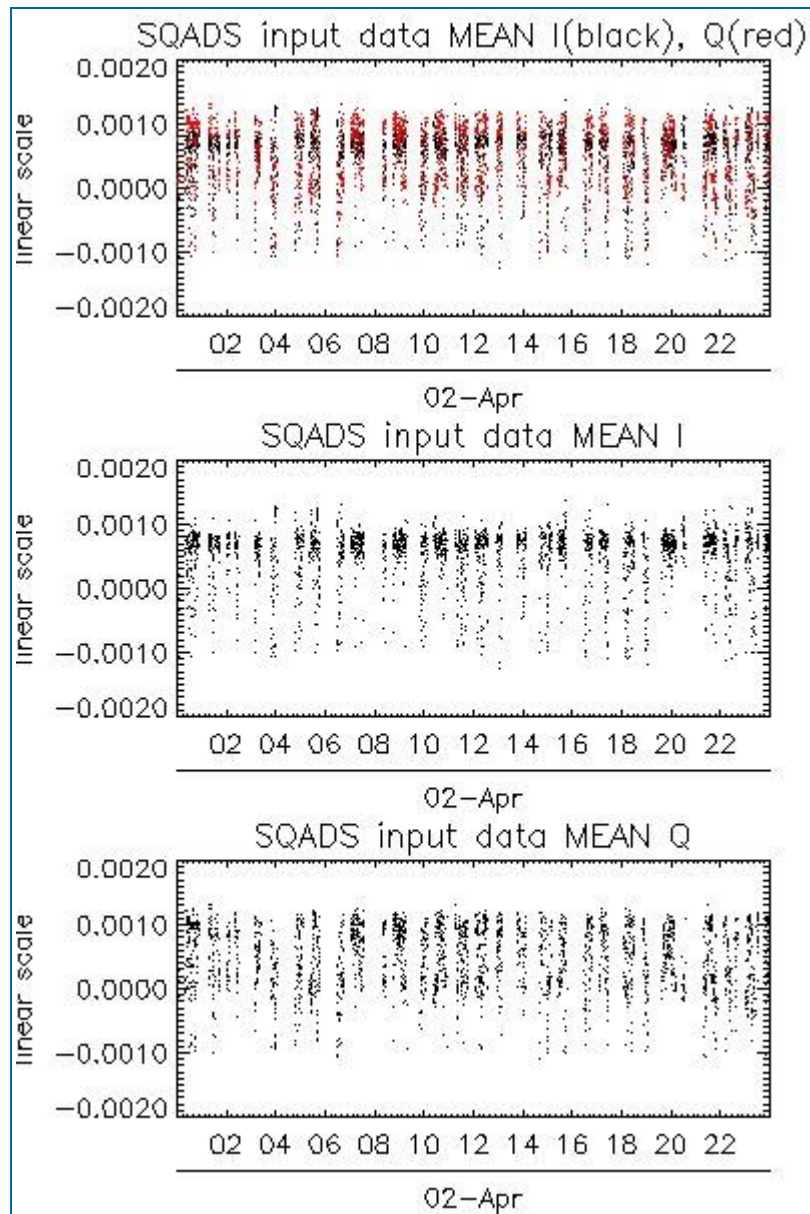 SQADS input data MEAN I(black), Q(red)
0.0020
0.0010
0.0000
-0.0010
-0.0020
linear scale
02 04 06 08 10 12 14 16 18 20 22
02-Apr
SQADS input data MEAN I
0.0020
0.0010
0.0000
-0.0010
-0.0020
linear scale
02 04 06 08 10 12 14 16 18 20 22
02-Apr
SQADS input data MEAN Q
0.0020
0.0010
0.0000
-0.0010
-0.0020
linear scale
02 04 06 08 10 12 14 16 18 20 22
02-Apr